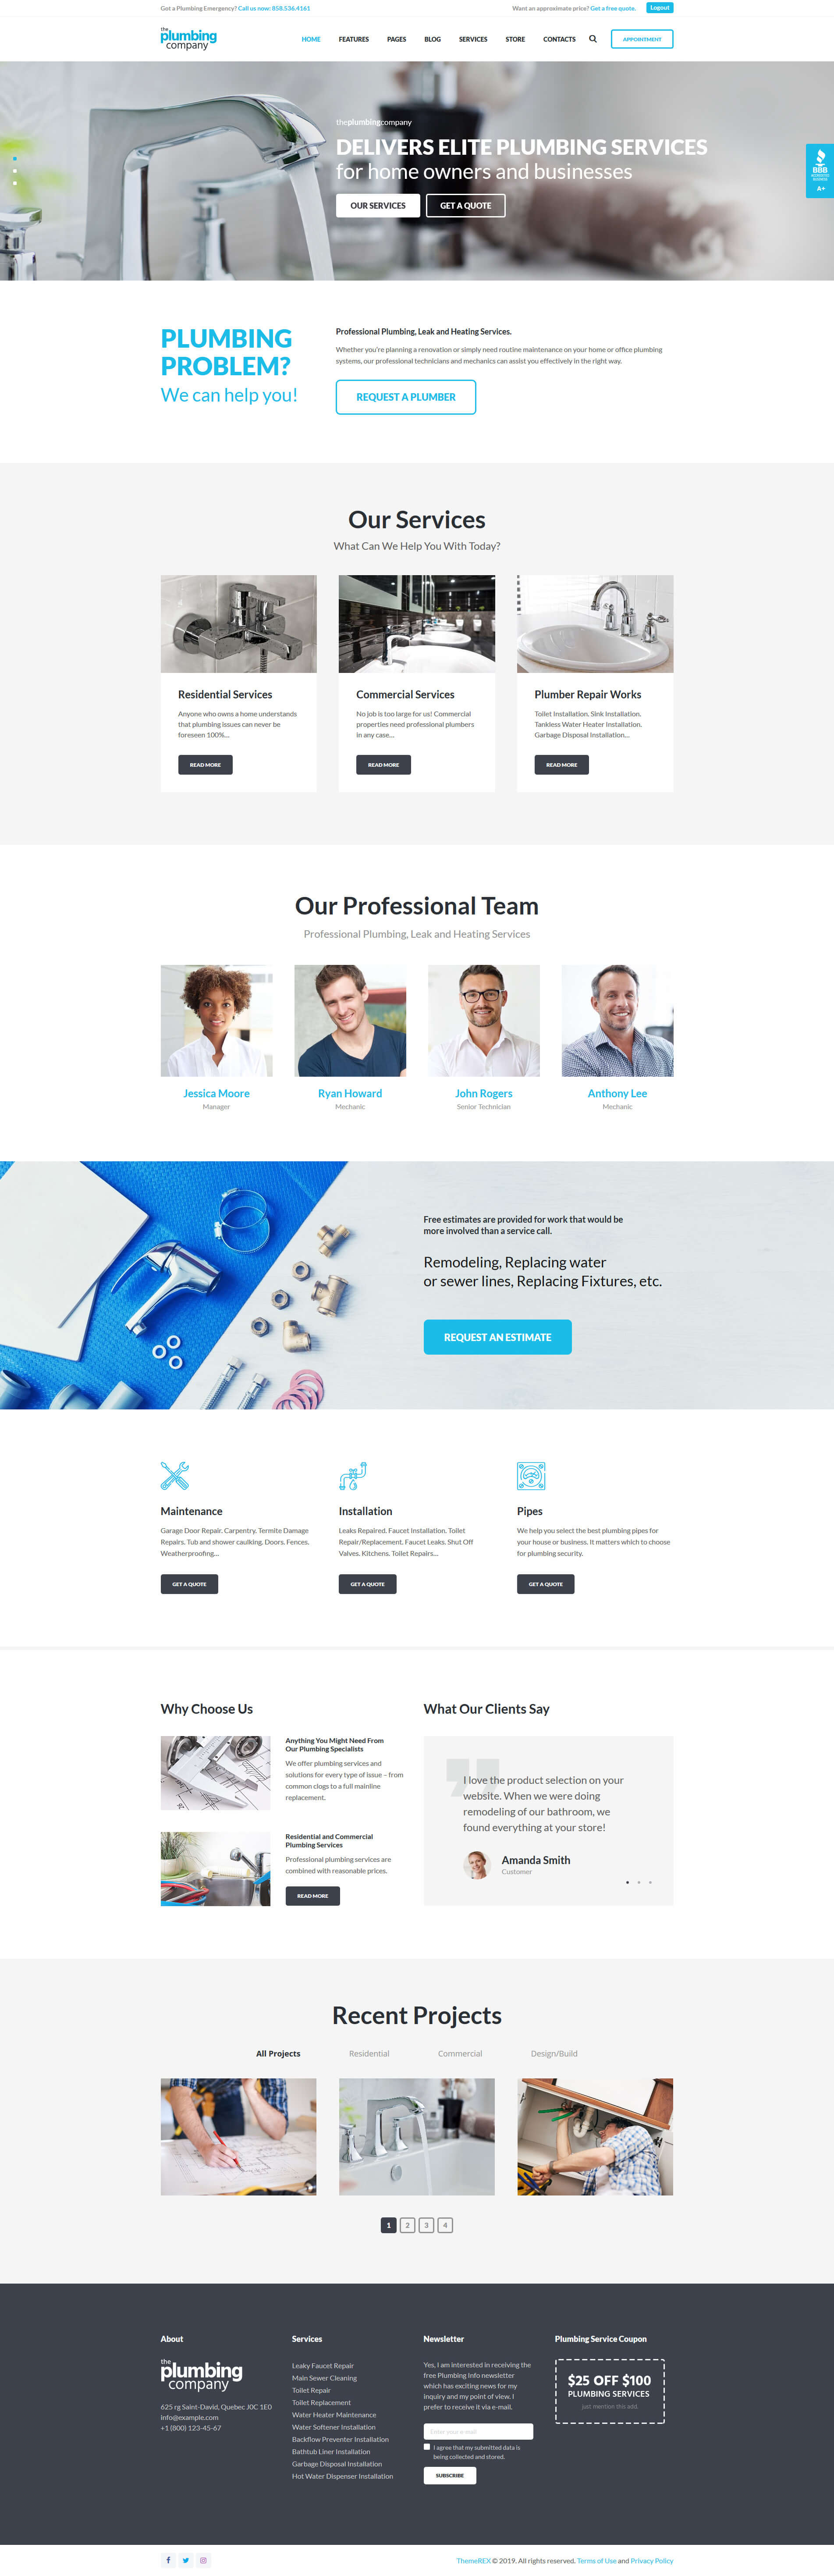 Got a Plumbing Emergency? Call us now: 858.536.4161
Want an approximate price? Get a free quote.
Logout
the
plumbing
company
HOME
FEATURES
PAGES
BLOG
SERVICES
STORE
CONTACTS
APPOINTMENT
theplumbingcompany
DELIVERS ELITE PLUMBING SERVICES
for home owners and businesses
OUR SERVICES
GET A QUOTE
BBB
ACCREDITED
BUSINESS
A+
PLUMBING
PROBLEM?
We can help you!
Professional Plumbing, Leak and Heating Services.
Whether you're planning a renovation or simply need routine maintenance on your home or office plumbing
systems, our professional technicians and mechanics can assist you effectively in the right way.
REQUEST A PLUMBER
Our Services
What Can We Help You With Today?
Residential Services
Anyone who owns a home understands
that plumbing issues can never be
foreseen 100%...
READ MORE
Commercial Services
No job is too large for us! Commercial
properties need professional plumbers
in any case...
READ MORE
Plumber Repair Works
Toilet Installation. Sink Installation.
Tankless Water Heater Installation.
Garbage Disposal Installation...
READ MORE
Our Professional Team
Professional Plumbing, Leak and Heating Services
Jessica Moore
Manager
Ryan Howard
Mechanic
John Rogers
Senior Technician
Anthony Lee
Mechanic
Free estimates are provided for work that would be
more involved than a service call.
Remodeling, Replacing water
or sewer lines, Replacing Fixtures, etc.
REQUEST AN ESTIMATE
Maintenance
Garage Door Repair. Carpentry. Termite Damage
Repairs. Tub and shower caulking. Doors. Fences.
Weatherproofing...
GET A QUOTE
Installation
Leaks Repaired. Faucet Installation. Toilet
Repair/Replacement. Faucet Leaks. Shut Off
Valves. Kitchens. Toilet Repairs...
GET A QUOTE
Pipes
We help you select the best plumbing pipes for
your house or business. It matters which to choose
for plumbing security.
GET A QUOTE
Why Choose Us
Anything You Might Need From
Our Plumbing Specialists
We offer plumbing services and
solutions for every type of issue – from
common clogs to a full mainline
replacement.
Residential and Commercial
Plumbing Services
Professional plumbing services are
combined with reasonable prices.
READ MORE
What Our Clients Say
I love the product selection on your
website. When we were doing
remodeling of our bathroom, we
found everything at your store!
Amanda Smith
Customer
Recent Projects
All Projects
Residential
Commercial
Design/Build
1
2
3
4
About
the
plumbing
company
625 rg Saint-David, Quebec J0C 1E0
info@example.com
+1 (800) 123-45-67
Services
Leaky Faucet Repair
Main Sewer Cleaning
Toilet Repair
Toilet Replacement
Water Heater Maintenance
Water Softener Installation
Backflow Preventer Installation
Bathtub Liner Installation
Garbage Disposal Installation
Hot Water Dispenser Installation
Newsletter
Yes, I am interested in receiving the
free Plumbing Info newsletter
which has exciting news for my
inquiry and my point of view. I
prefer to receive it via e-mail.
Enter your e-mail
I agree that my submitted data is
being collected and stored.
SUBSCRIBE
Plumbing Service Coupon
$25 OFF $100
PLUMBING SERVICES
just mention this add.
ThemeREX © 2019. All rights reserved. Terms of Use and Privacy Policy